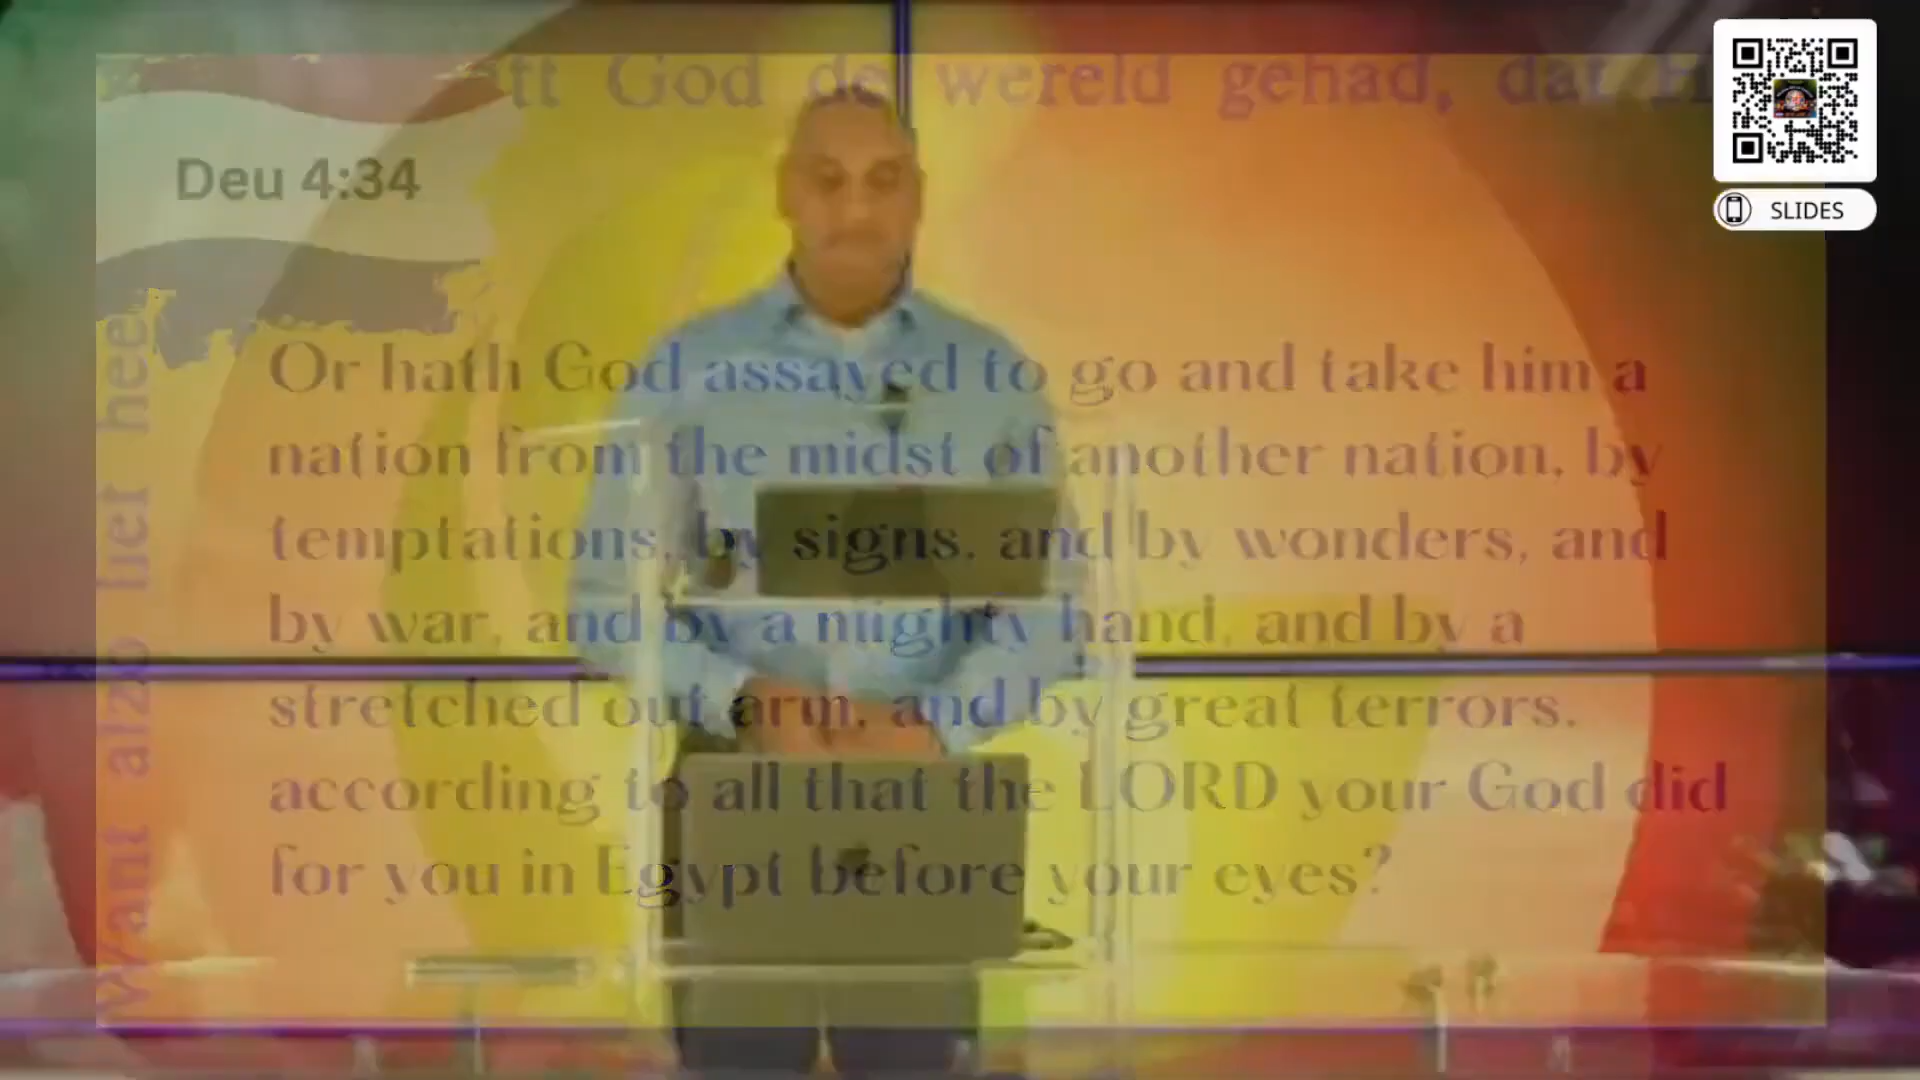 tt God de wereld gehad, dat
Deu 4:34
Want alzo lief hee
Or hath God assayed to go and take him a
nation from the midst of another nation, by
temptations, by signs, and by wonders, and
by war, and by a mighty hand, and by a
stretched out arm, and by great terrors,
according to all that the LORD your God did
for you in Egypt before your eyes?
SLIDES